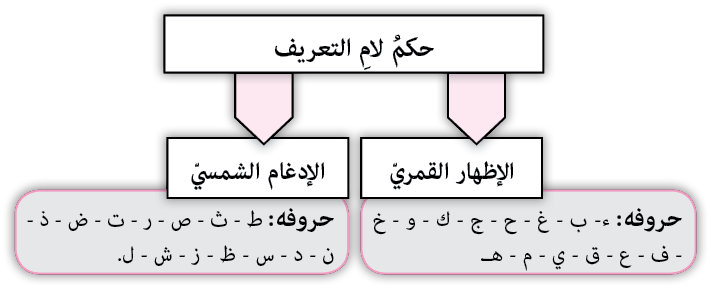 حكمُ لامِ التعريف
الإظهار القمريّ
حروفه: ء- ب - غ - ح - ج - ك - و - خ
- ف - ع - ق - ي - م - هـ
الإدغام الشمسيّ
حروفه: ط - ث - ص - ر - ت - ض - ذ -
ن - د - س - ظ - ز - ش - ل.